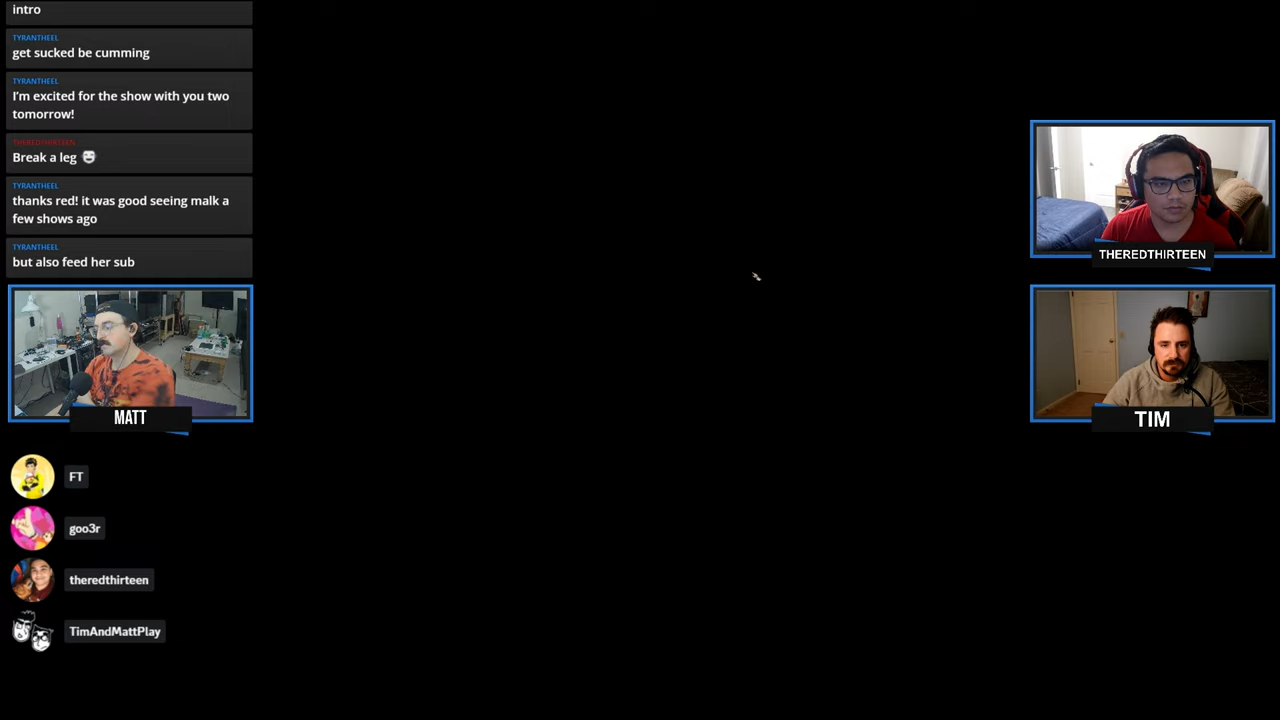 intro
TYRANTHEEL
get sucked be cumming
TYRANTHEEL
I'm excited for the show with you two
tomorrow!
THEREDTHIRTEEN
Break a leg
TYRANTHEEL
thanks red! it was good seeing malk a
few shows ago
TYRANTHEEL
but also feed her sub
MATT
FT
goo3r
theredthirteen
TimAndMattPlay
THEREDTHIRTEEN
TIM